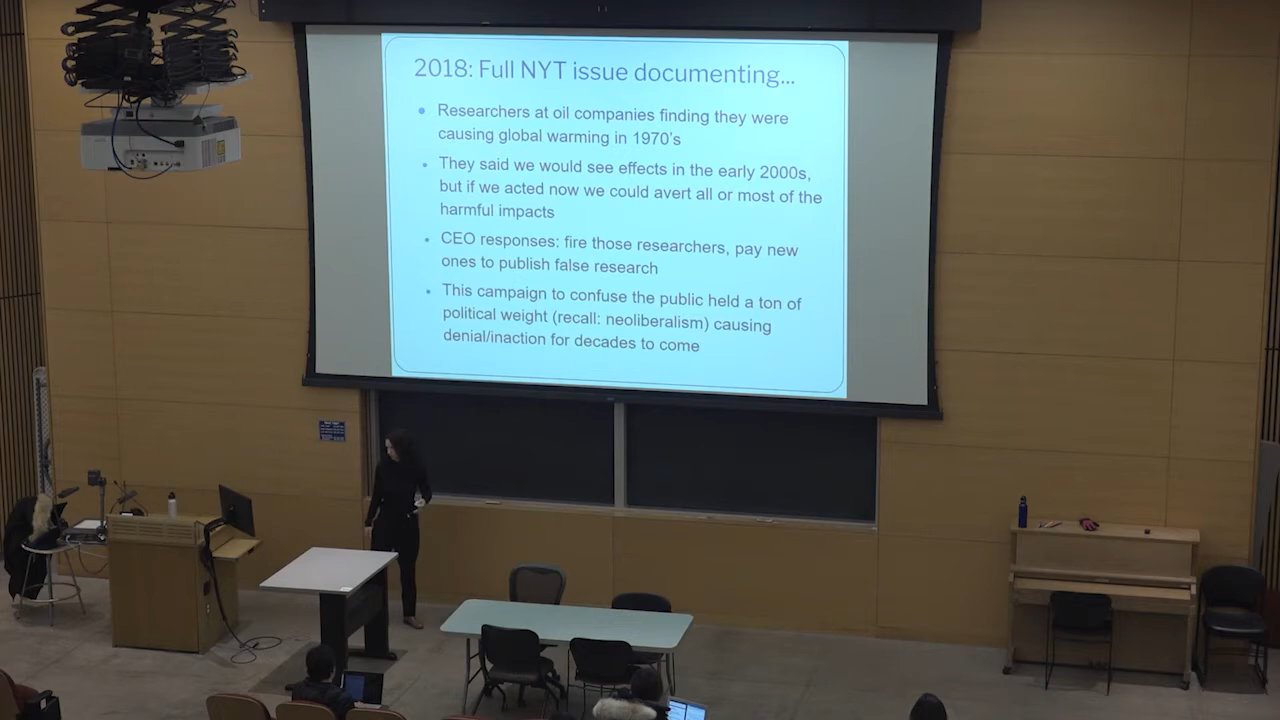 2018: Full NYT issue documenting...
• Researchers at oil companies finding they were
causing global warming in 1970's
• They said we would see effects in the early 2000s,
but if we acted now we could avert all or most of the
harmful impacts
• CEO responses: fire those researchers, pay new
ones to publish false research
• This campaign to confuse the public held a ton of
political weight (recall: neoliberalism) causing
denial/inaction for decades to come